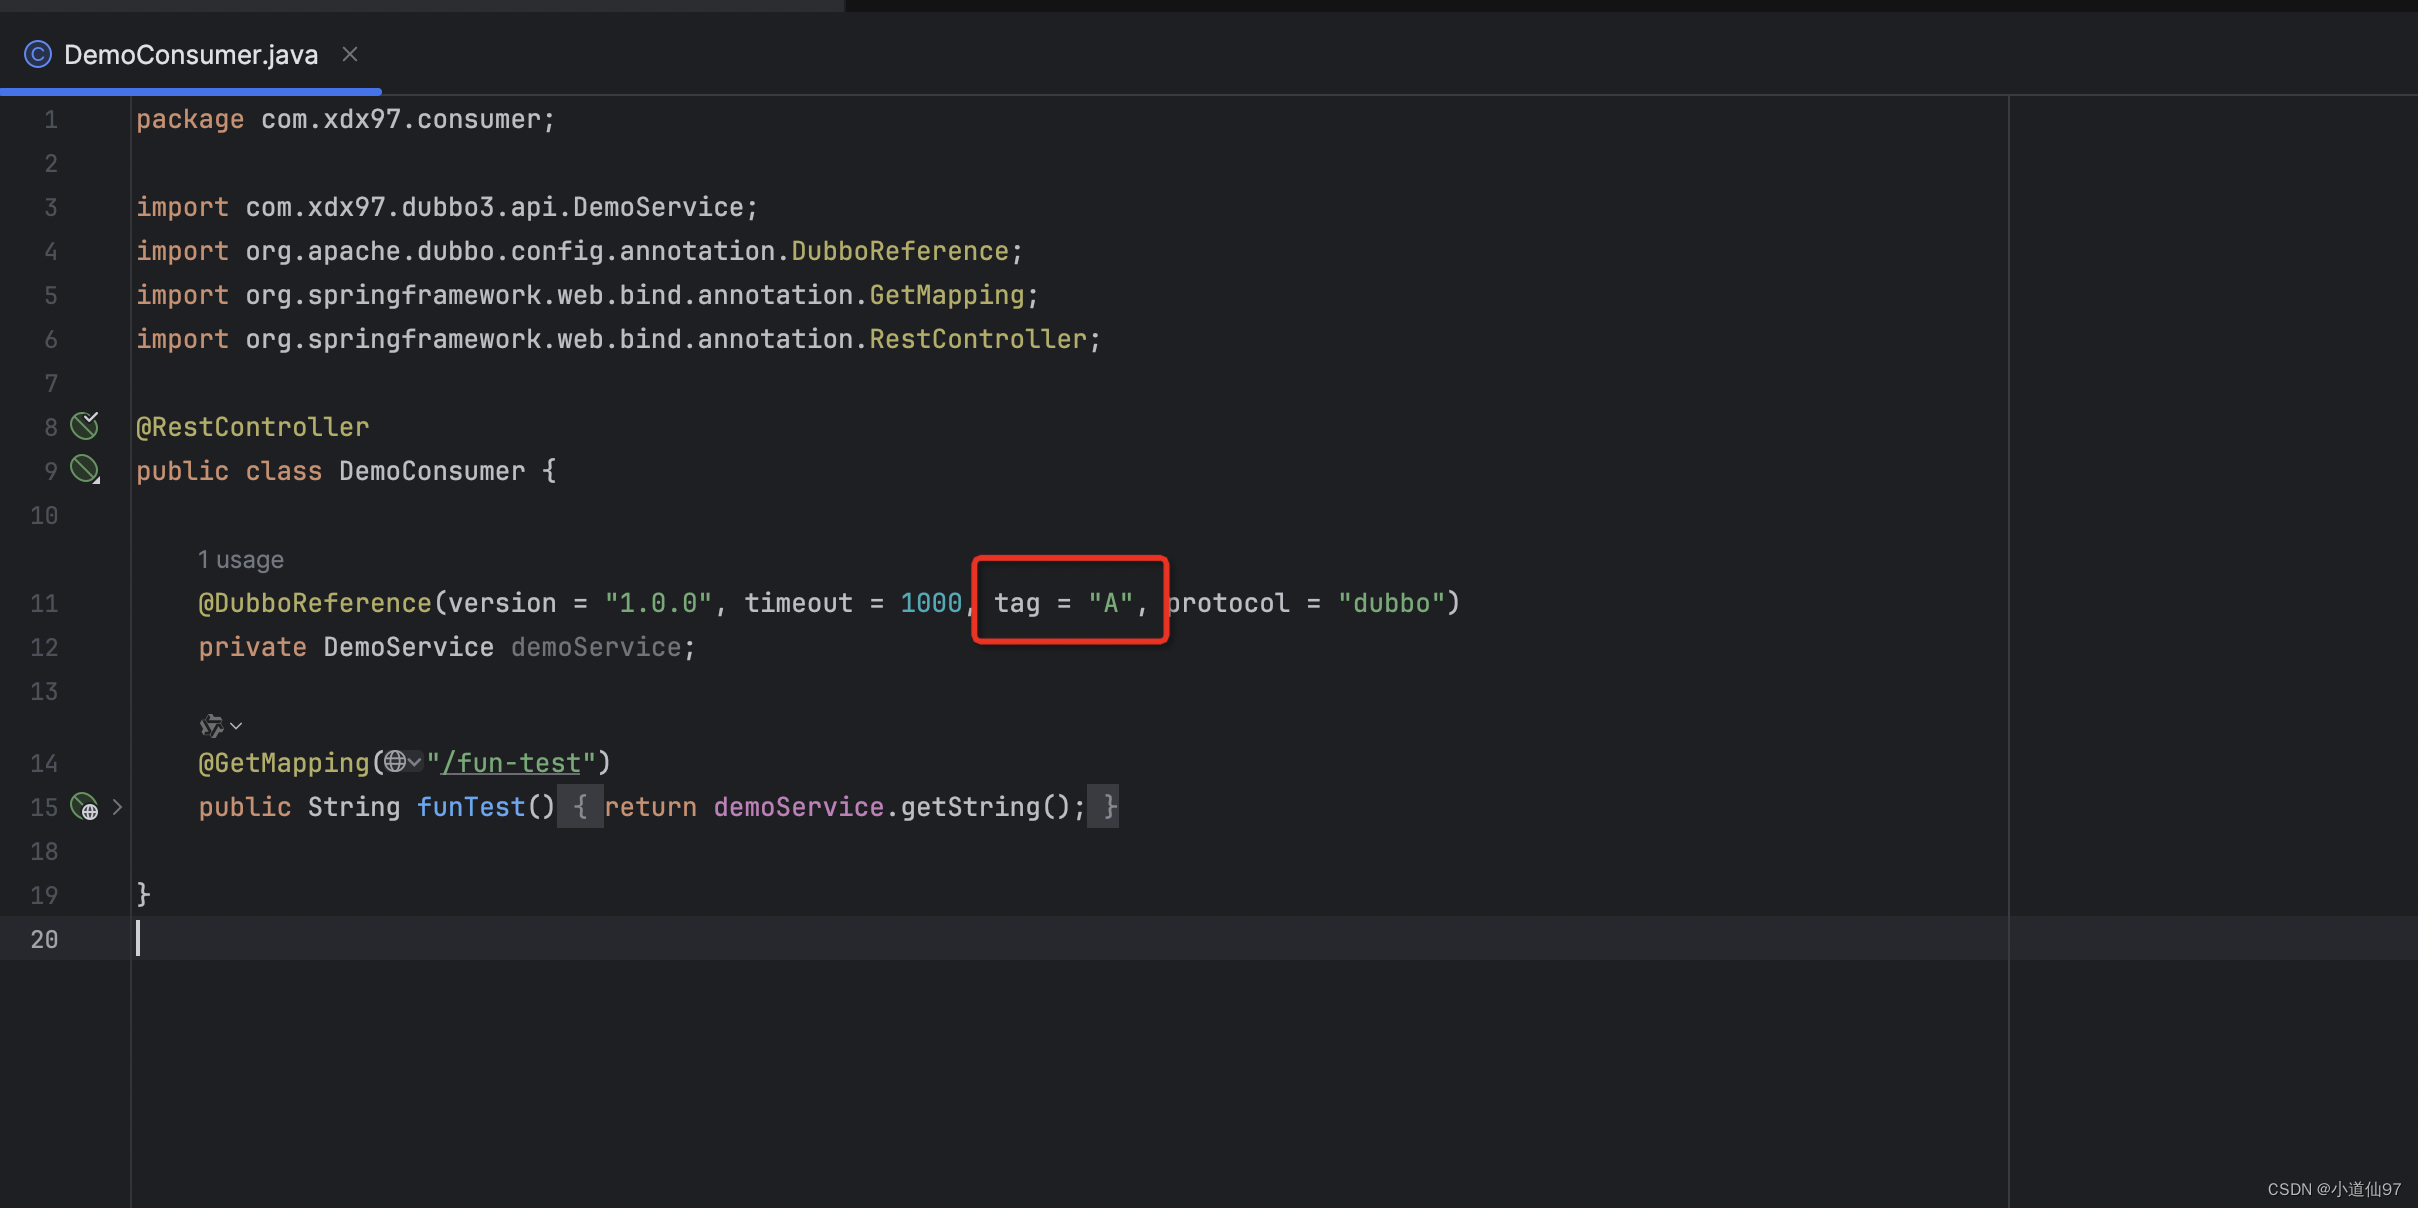 DemoConsumer.java
1 package com.xdx97.consumer;
2
3 import com.xdx97.dubbo3.api.DemoService;
4 import org.apache.dubbo.config.annotation.DubboReference;
5 import org.springframework.web.bind.annotation.GetMapping;
6 import org.springframework.web.bind.annotation.RestController;
7
8 @RestController
9 public class DemoConsumer {
10
1 usage
11 @DubboReference(version = "1.0.0", timeout = 1000, tag = "A", protocol = "dubbo")
12 private DemoService demoService;
13
14 @GetMapping("/fun-test")
15 public String funTest() { return demoService.getString(); }
18
19 }
20
CSDN @小道仙97